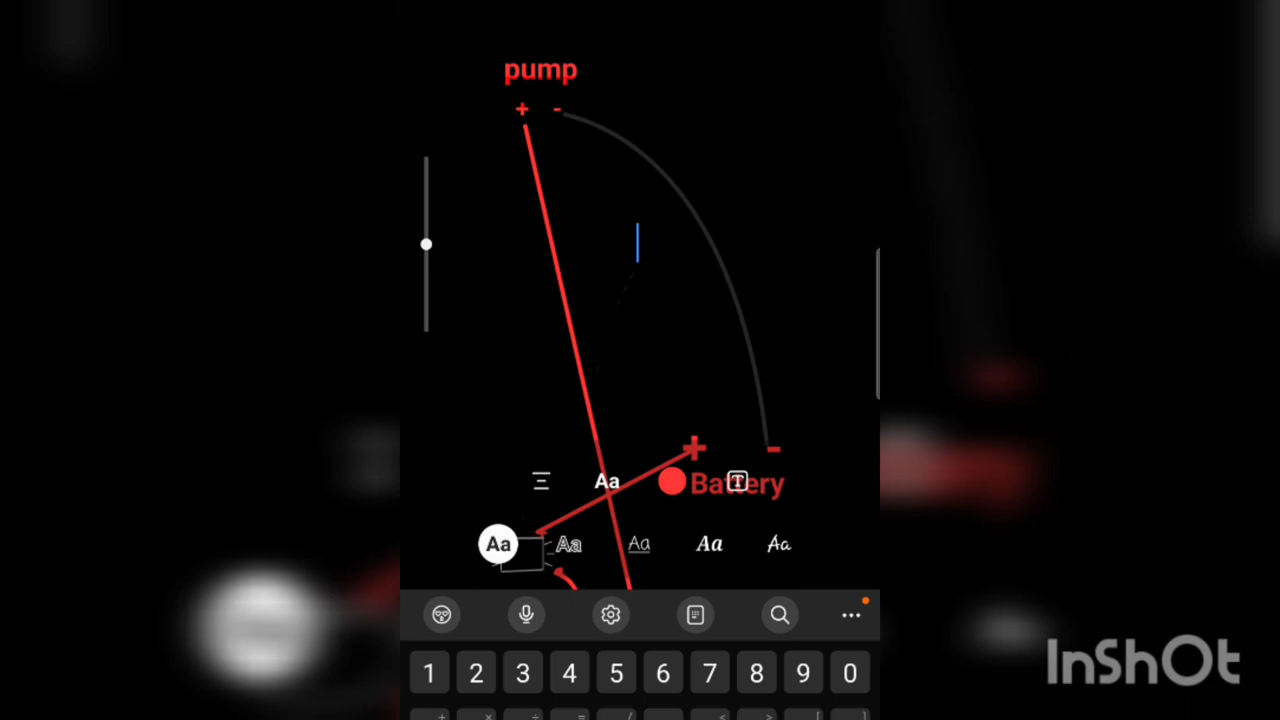 pump
+ -
+ -
Aa Battery
Aa Aa Aa Aa Aa
1 2 3 4 5 6 7 8 9 0
+ × ÷ = / < > [ ]
InShOt